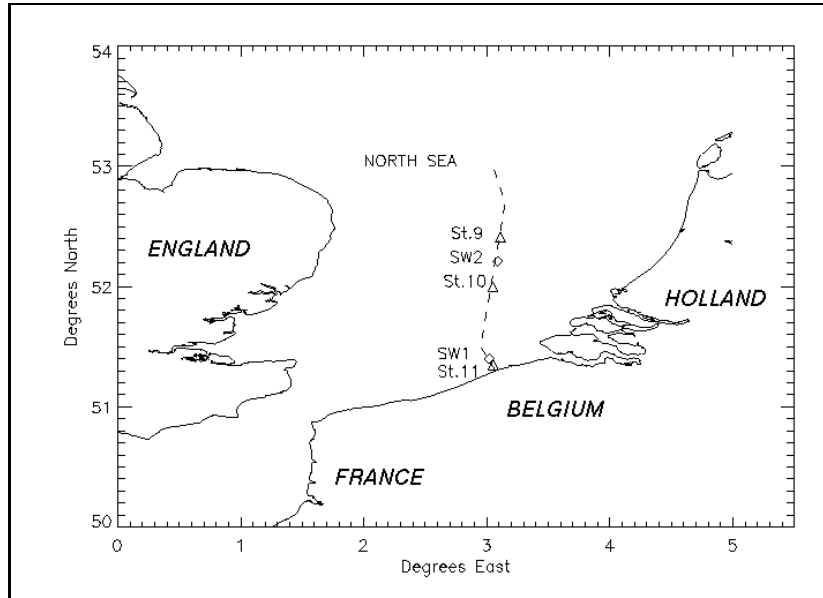 54
53
52
51
50
Degrees North
NORTH SEA
St.9
SW2
St.10
SW1
St.11
ENGLAND
HOLLAND
BELGIUM
FRANCE
0 1 2 3 4 5
Degrees East